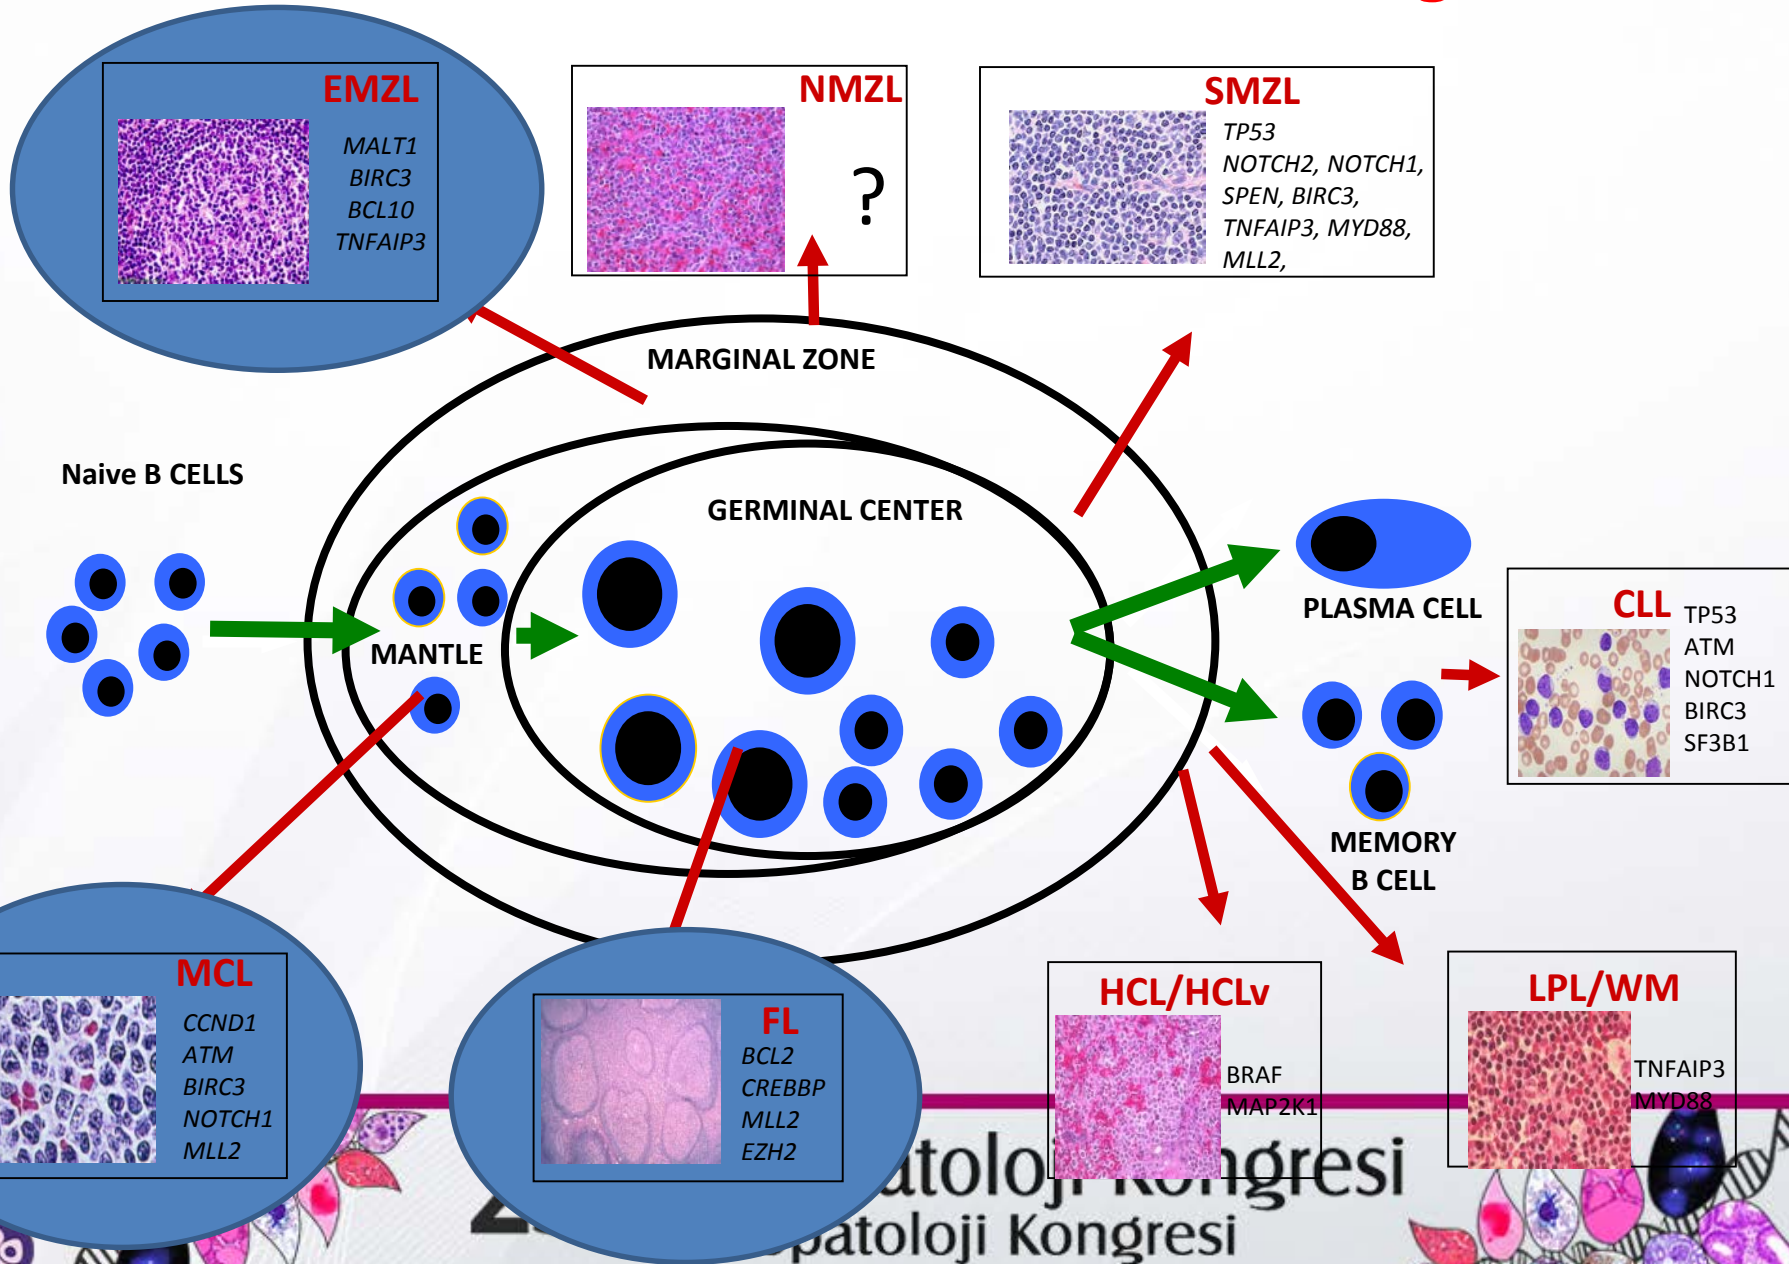 EMZL
MALT1
BIRC3
BCL10
TNFAIP3
NMZL
?
SMZL
TP53
NOTCH2, NOTCH1,
SPEN, BIRC3,
TNFAIP3, MYD88,
MLL2,
MARGINAL ZONE
Naive B CELLS
GERMINAL CENTER
MANTLE
PLASMA CELL
CLL
TP53
ATM
NOTCH1
BIRC3
SF3B1
MEMORY
B CELL
MCL
CCND1
ATM
BIRC3
NOTCH1
MLL2
FL
BCL2
CREBBP
MLL2
EZH2
HCL/HCLv
BRAF
MAP2K1
LPL/WM
TNFAIP3
MYD88
Kongresi
patoloji Kongresi